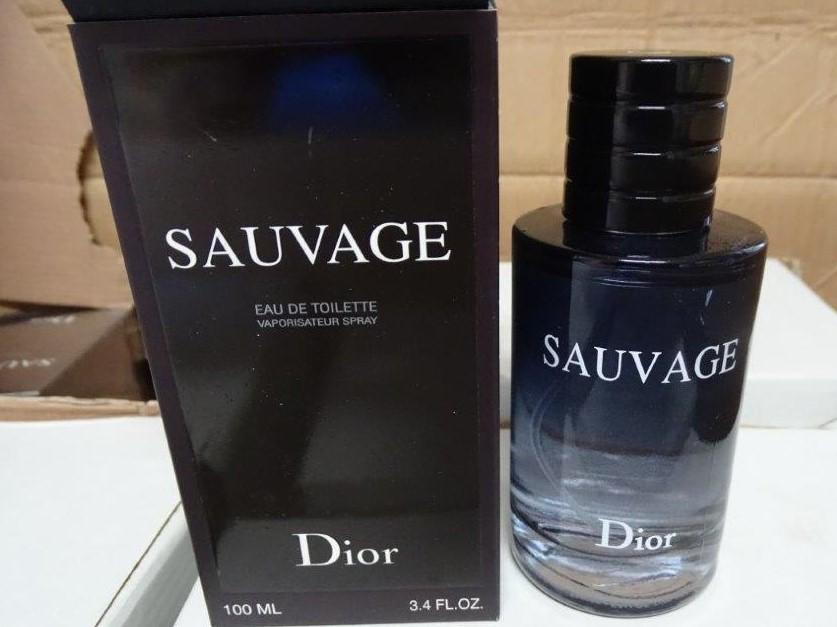 SAUVAGE
EAU DE TOILETTE
VAPORISATEUR SPRAY
Dior
100 ML 3.4 FL.OZ.
SAUVAGE
Dior